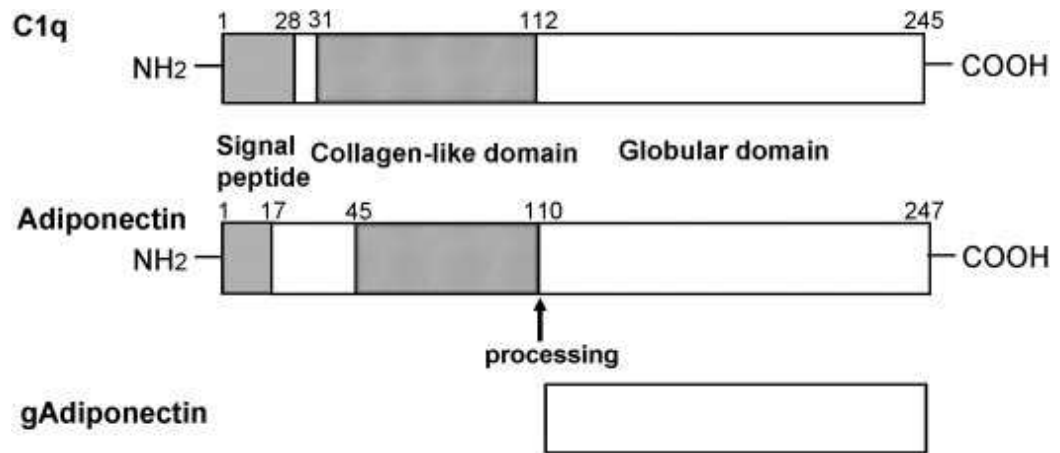 C1q
1 28 31 112 245
NH2 COOH
Signal peptide Collagen-like domain Globular domain
Adiponectin
1 17 45 110 247
NH2 COOH
processing
gAdiponectin